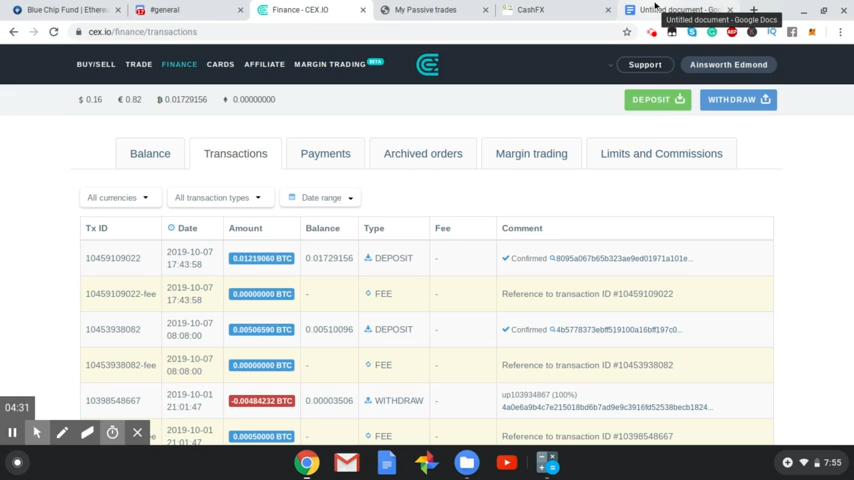 Blue Chip Fund | Ethere
#general
Finance - CEX.IO
My Passive trades
CashFX
Untitled document - Goo
Untitled document - Google Docs
cex.io/finance/transactions
BUY/SELL TRADE FINANCE CARDS AFFILIATE MARGIN TRADING BETA
Support
Ainsworth Edmond
$ 0.16 € 0.82 0.01729156 0.00000000
DEPOSIT
WITHDRAW
Balance Transactions Payments Archived orders Margin trading Limits and Commissions
All currencies All transaction types Date range
Tx ID Date Amount Balance Type Fee Comment
10459109022 2019-10-07 17:43:58 0.01219060 BTC 0.01729156 DEPOSIT - Confirmed 8095a067b65b323ae9ed01971a101e...
10459109022-fee 2019-10-07 17:43:58 0.00000000 BTC - FEE - Reference to transaction ID #10459109022
10453938082 2019-10-07 08:08:00 0.00506590 BTC 0.00510096 DEPOSIT - Confirmed 4b5778373ebff519100a16bff197c0...
10453938082-fee 2019-10-07 08:08:00 0.00000000 BTC - FEE - Reference to transaction ID #10453938082
10398548667 2019-10-01 21:01:47 -0.00484232 BTC 0.00003506 WITHDRAW - up103934867 (100%)
4a0e6a9b4c7e215018bd6b7ad9e9c3916fd52538becb1824...
2019-10-01 21:01:47 0.00050000 BTC - FEE - Reference to transaction ID #10398548667
04:31
7:55